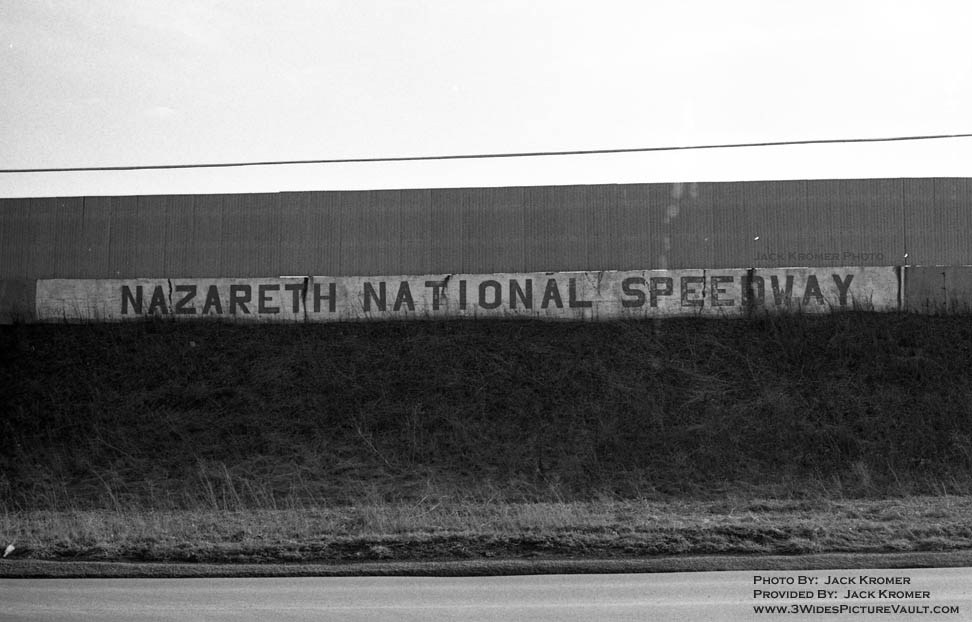 Jack Kromer Photo
NAZARETH NATIONAL SPEEDWAY
Photo By: Jack Kromer
Provided By: Jack Kromer
www.3WidesPictureVault.com